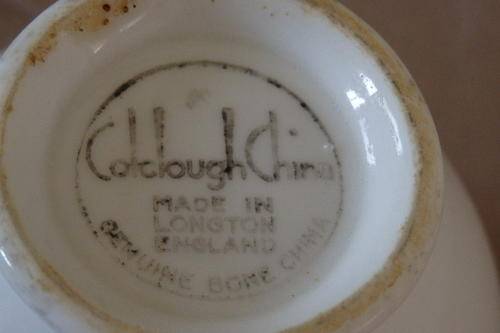 Colclough China
MADE IN
LONGTON
ENGLAND
GENUINE BONE CHINA